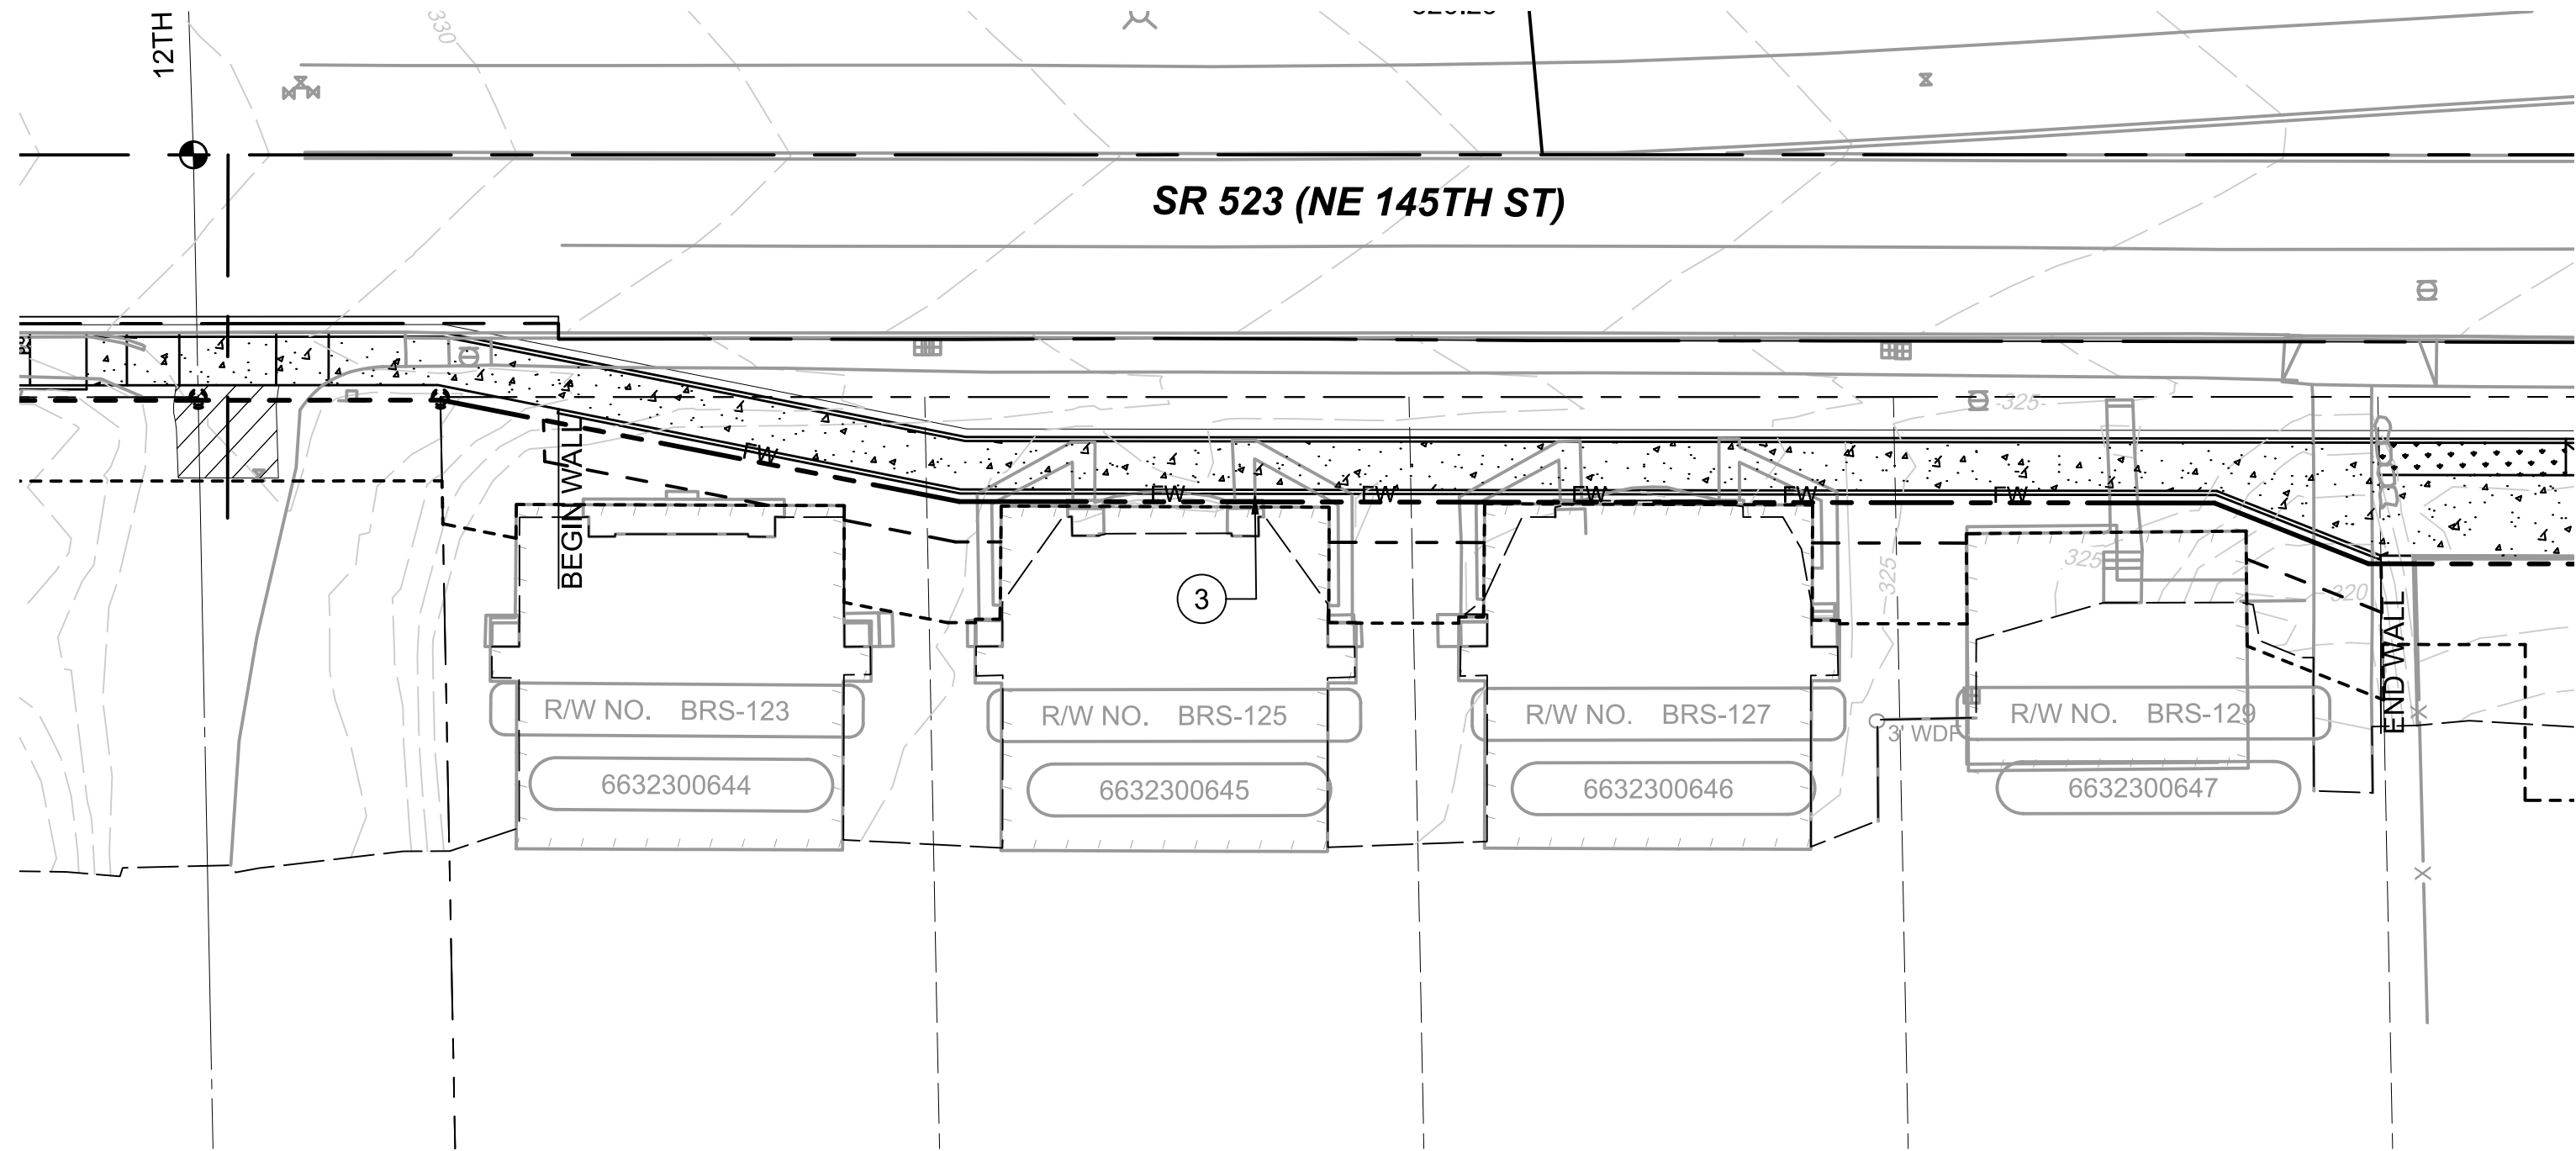 12TH
330
SR 523 (NE 145TH ST)
BEGIN WALL
FW
FW
FW
FW
FW
FW
-325-
325
325
320
3
END WALL
R/W NO. BRS-123
R/W NO. BRS-125
R/W NO. BRS-127
R/W NO. BRS-129
3' WDF
X
X
6632300644
6632300645
6632300646
6632300647